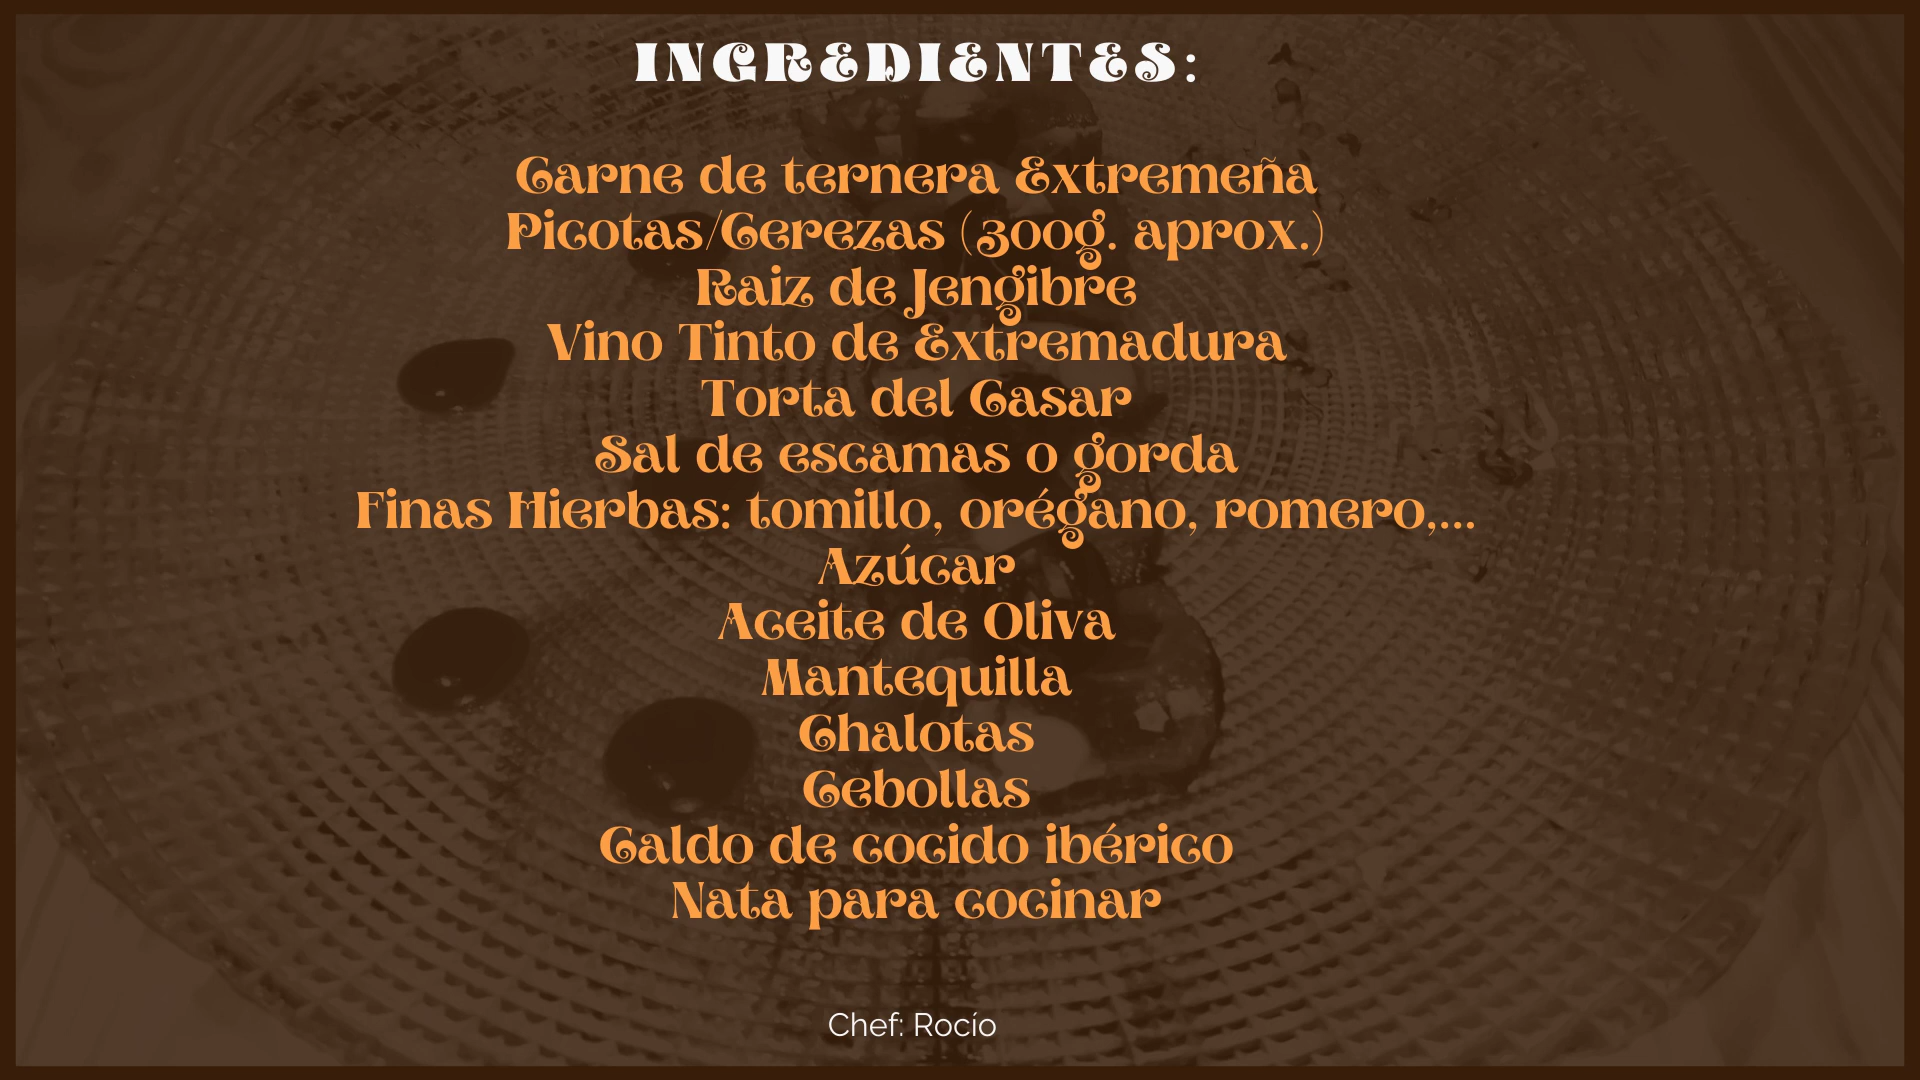 INGREDIENTES:
Carne de ternera Extremeña
Picotas/Cerezas (300g. aprox.)
Raiz de Jengibre
Vino Tinto de Extremadura
Torta del Casar
Sal de escamas o gorda
Finas Hierbas: tomillo, orégano, romero,...
Azúcar
Aceite de Oliva
Mantequilla
Chalotas
Cebollas
Caldo de cocido ibérico
Nata para cocinar
Chef: Rocío